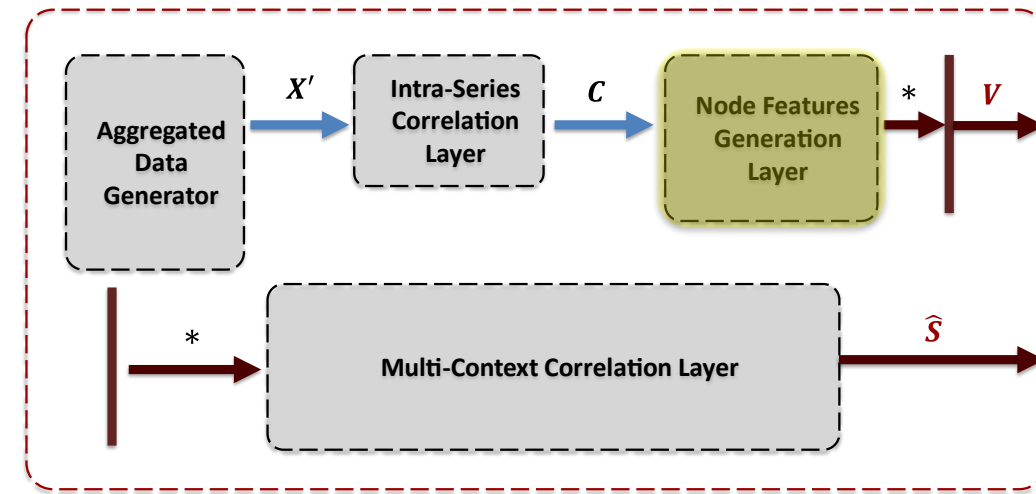 Aggregated
Data
Generator
X′
Intra-Series
Correlation
Layer
C
Node Features
Generation
Layer
*
V
*
Multi-Context Correlation Layer
Ŝ